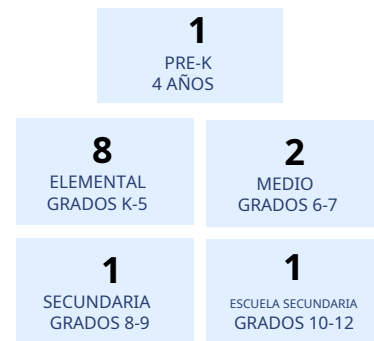 1
PRE-K
4 AÑOS
8
ELEMENTAL
GRADOS K-5
2
MEDIO
GRADOS 6-7
1
SECUNDARIA
GRADOS 8-9
1
ESCUELA SECUNDARIA
GRADOS 10-12